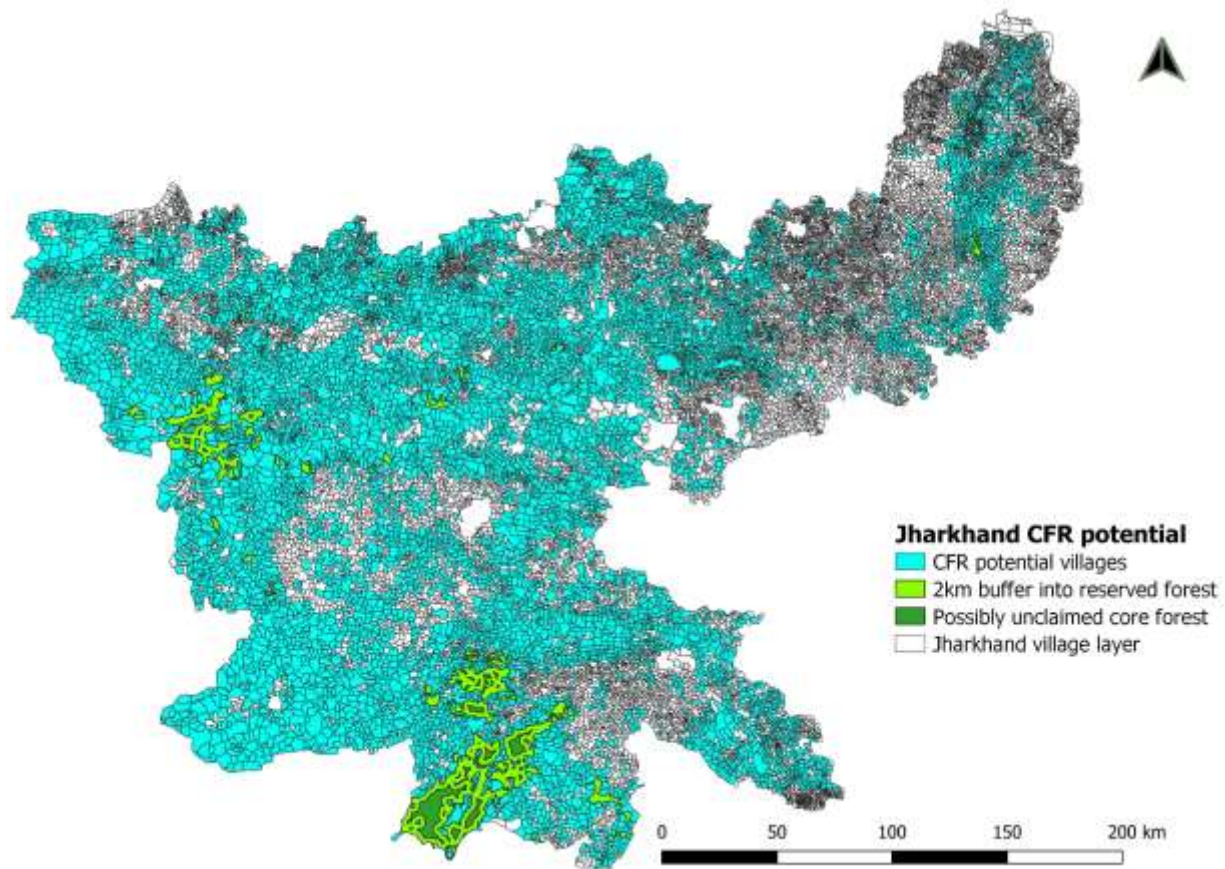 Jharkhand CFR potential
CFR potential villages
2km buffer into reserved forest
Possibly unclaimed core forest
Jharkhand village layer
0 50 100 150 200 km